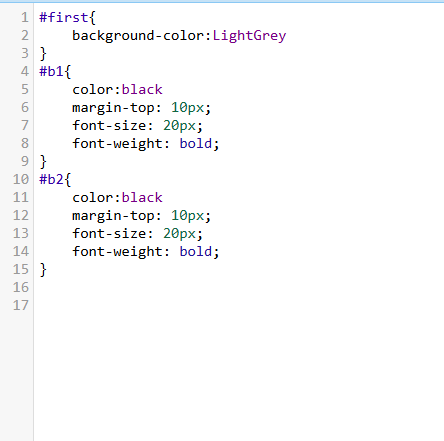 1 #first{
2     background-color:LightGrey
3 }
4 #b1{
5     color:black
6     margin-top: 10px;
7     font-size: 20px;
8     font-weight: bold;
9 }
10 #b2{
11     color:black
12     margin-top: 10px;
13     font-size: 20px;
14     font-weight: bold;
15 }
16
17